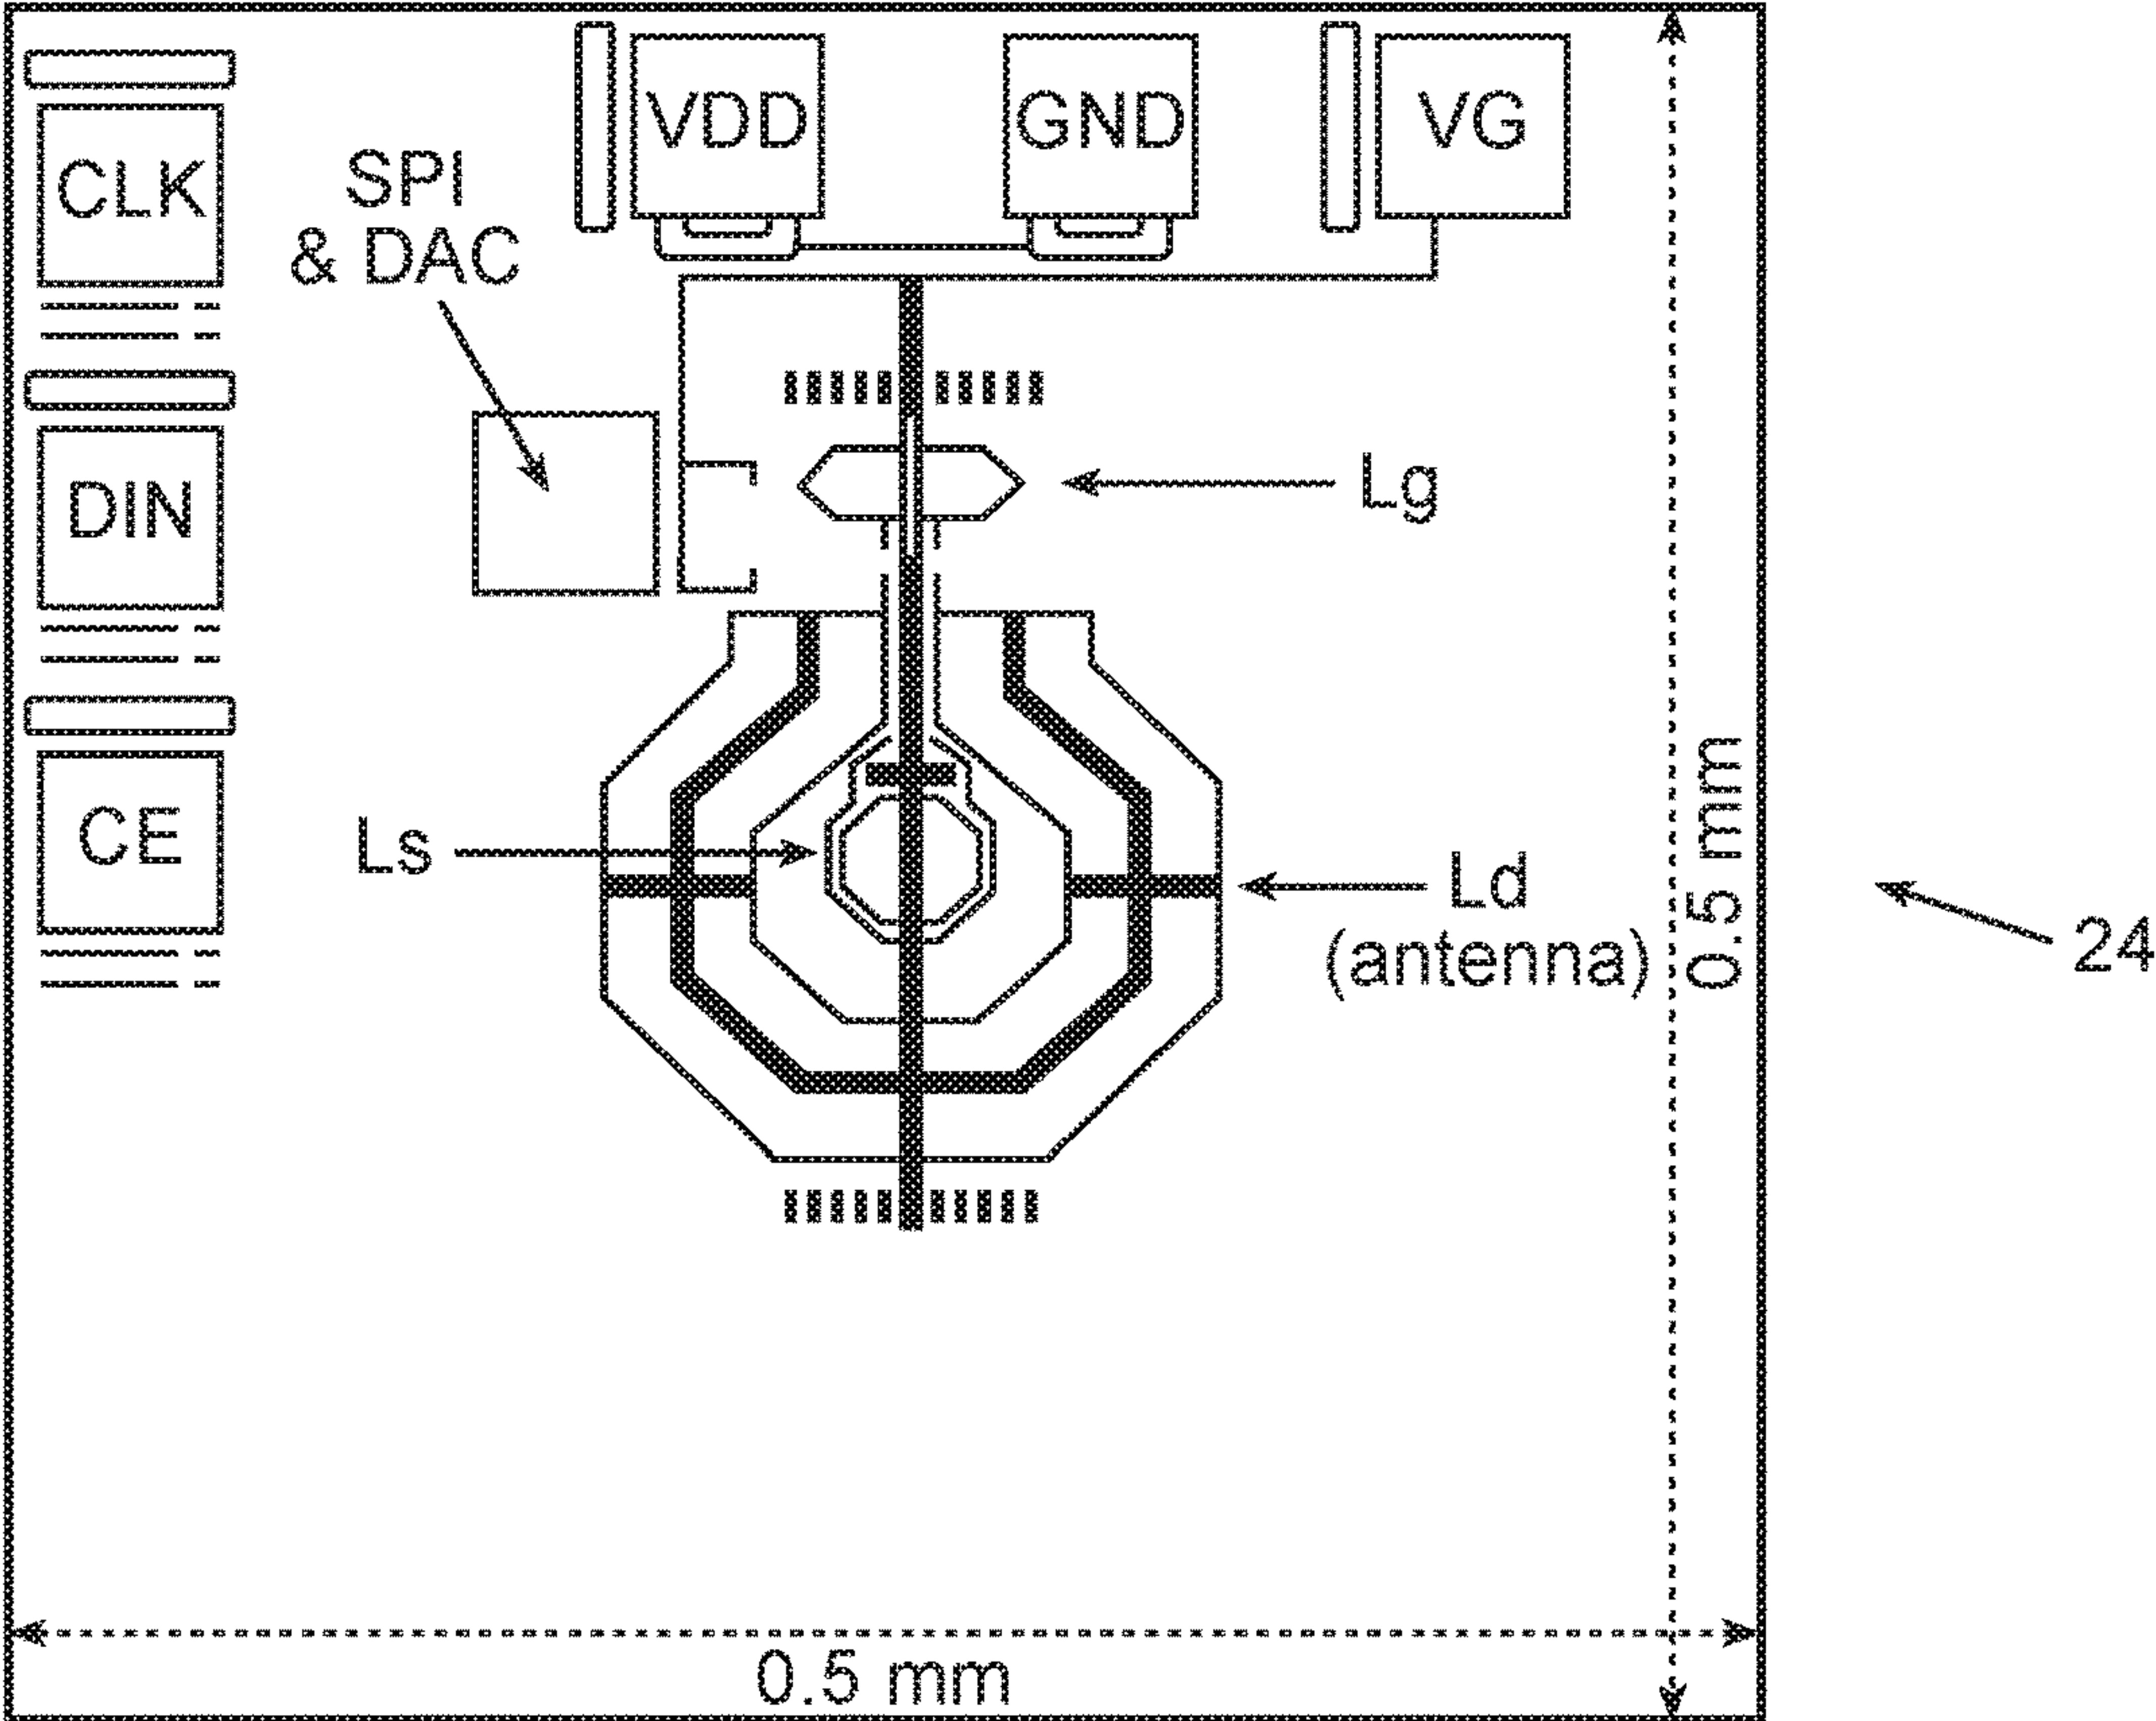 VDD
GND
VG
CLK
SPI
& DAC
DIN
Lg
CE
Ls
Ld
(antenna)
0.5 mm
24
0.5 mm